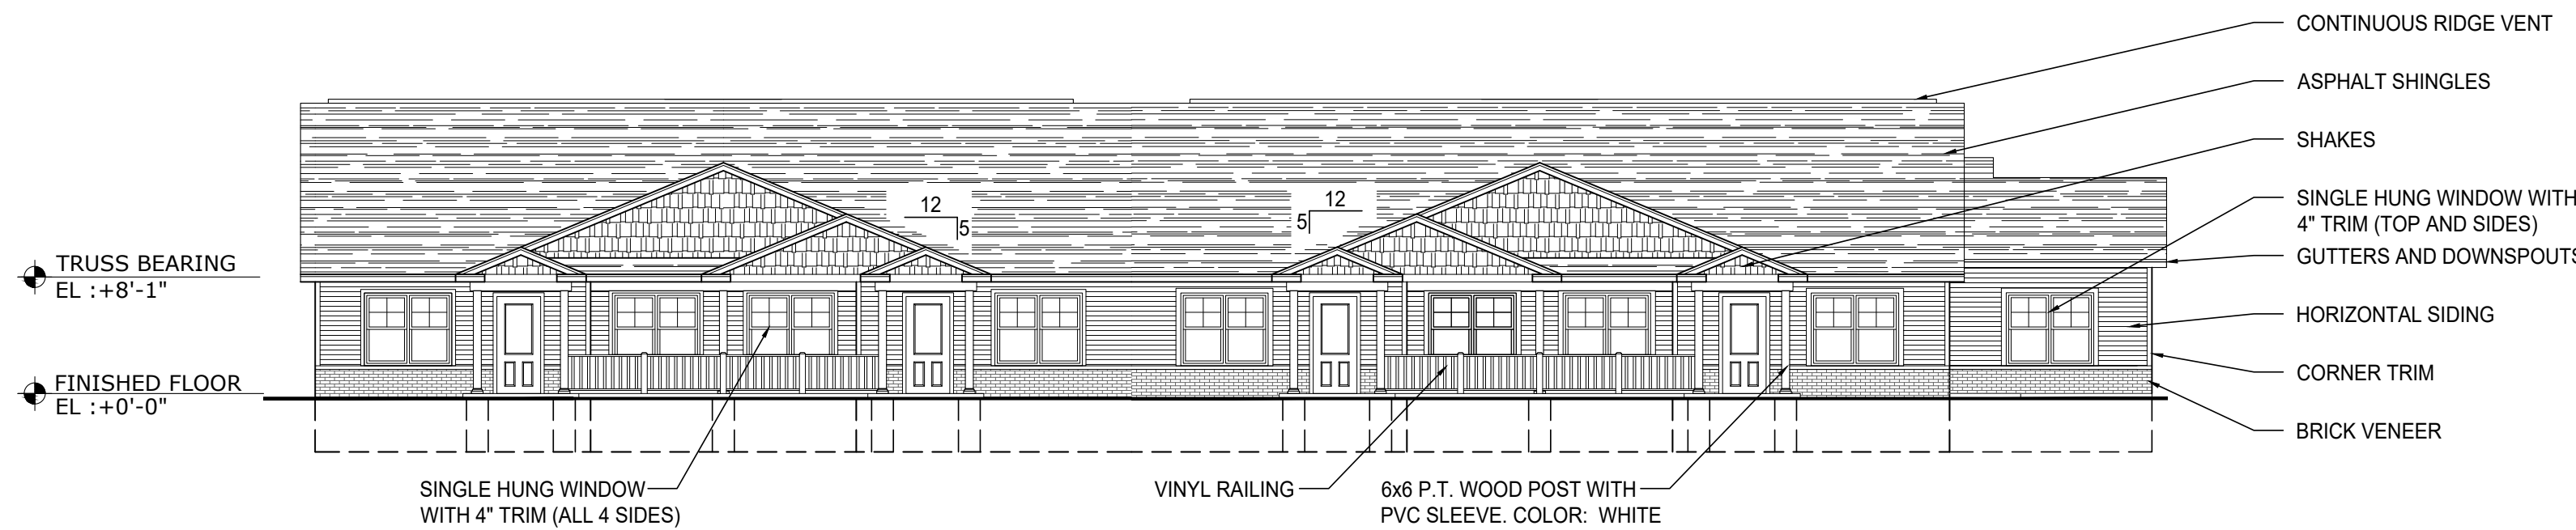 CONTINUOUS RIDGE VENT
ASPHALT SHINGLES
SHAKES
SINGLE HUNG WINDOW WITH
4" TRIM (TOP AND SIDES)
GUTTERS AND DOWNSPOUTS
HORIZONTAL SIDING
CORNER TRIM
BRICK VENEER
12
5
12
5
TRUSS BEARING
EL :+8'-1"
FINISHED FLOOR
EL :+0'-0"
SINGLE HUNG WINDOW
WITH 4" TRIM (ALL 4 SIDES)
VINYL RAILING
6x6 P.T. WOOD POST WITH
PVC SLEEVE. COLOR: WHITE